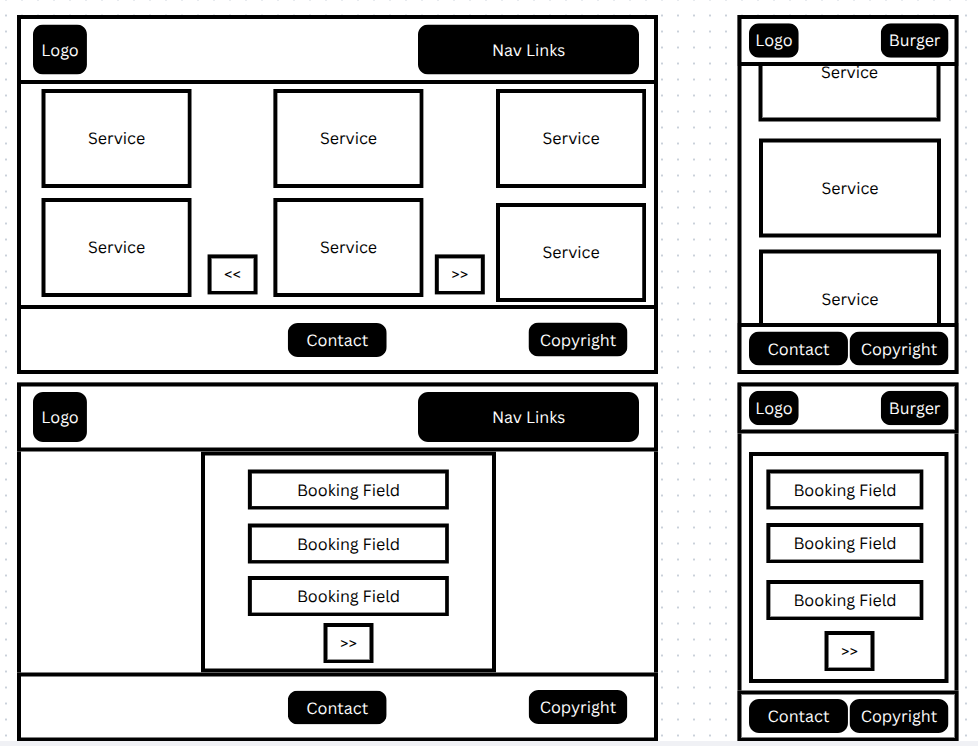 Logo
Nav Links
Service
Service
Service
Service
Service
Service
<<
>>
Contact
Copyright
Logo
Burger
Service
Service
Service
Contact
Copyright
Logo
Nav Links
Booking Field
Booking Field
Booking Field
>>
Contact
Copyright
Logo
Burger
Booking Field
Booking Field
Booking Field
>>
Contact
Copyright